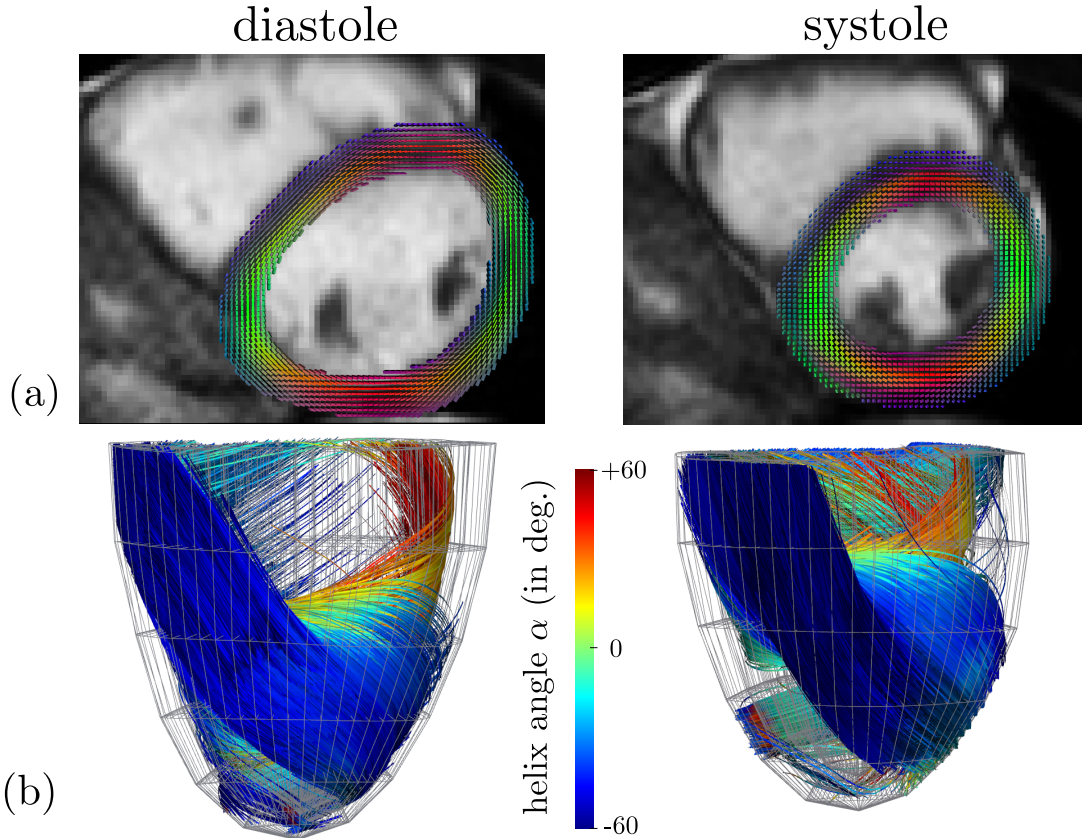 diastole
systole
(a)
+60
helix angle α (in deg.)
0
-60
(b)